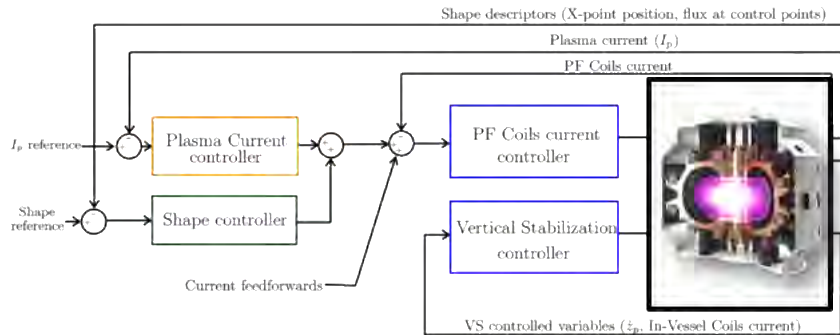 Shape descriptors (X-point position, flux at control points)
Plasma current (Iₚ)
PF Coils current
Iₚ reference
Plasma Current
controller
PF Coils current
controller
Shape
reference
Shape controller
Vertical Stabilization
controller
Current feedforwards
VS controlled variables (żₚ, In-Vessel Coils current)